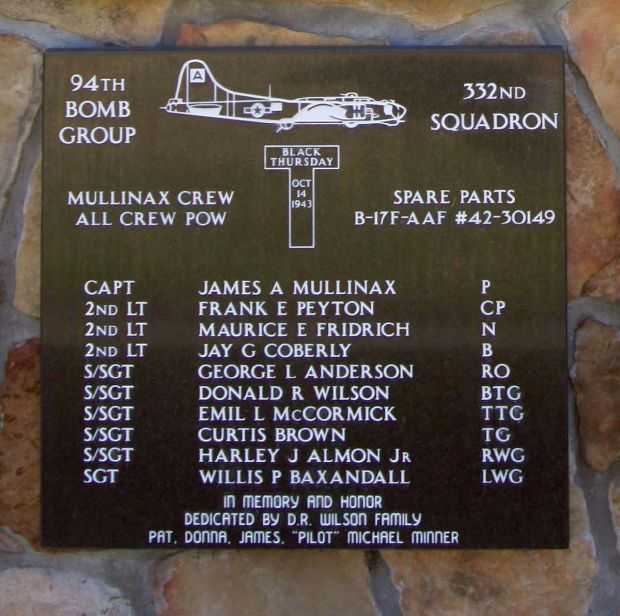 94TH
BOMB
GROUP
A
332ND
SQUADRON
BLACK
THURSDAY
OCT
14
1943
MULLINAX CREW
ALL CREW POW
SPARE PARTS
B-17F-AAF #42-30149
CAPT JAMES A MULLINAX P
2ND LT FRANK E PEYTON CP
2ND LT MAURICE E FRIDRICH N
2ND LT JAY G COBERLY B
S/SGT GEORGE L ANDERSON RO
S/SGT DONALD R WILSON BTG
S/SGT EMIL L McCORMICK TTG
S/SGT CURTIS BROWN TG
S/SGT HARLEY J ALMON Jr RWG
SGT WILLIS P BAXANDALL LWG
IN MEMORY AND HONOR
DEDICATED BY D.R. WILSON FAMILY
PAT, DONNA, JAMES, "PILOT" MICHAEL MINNER